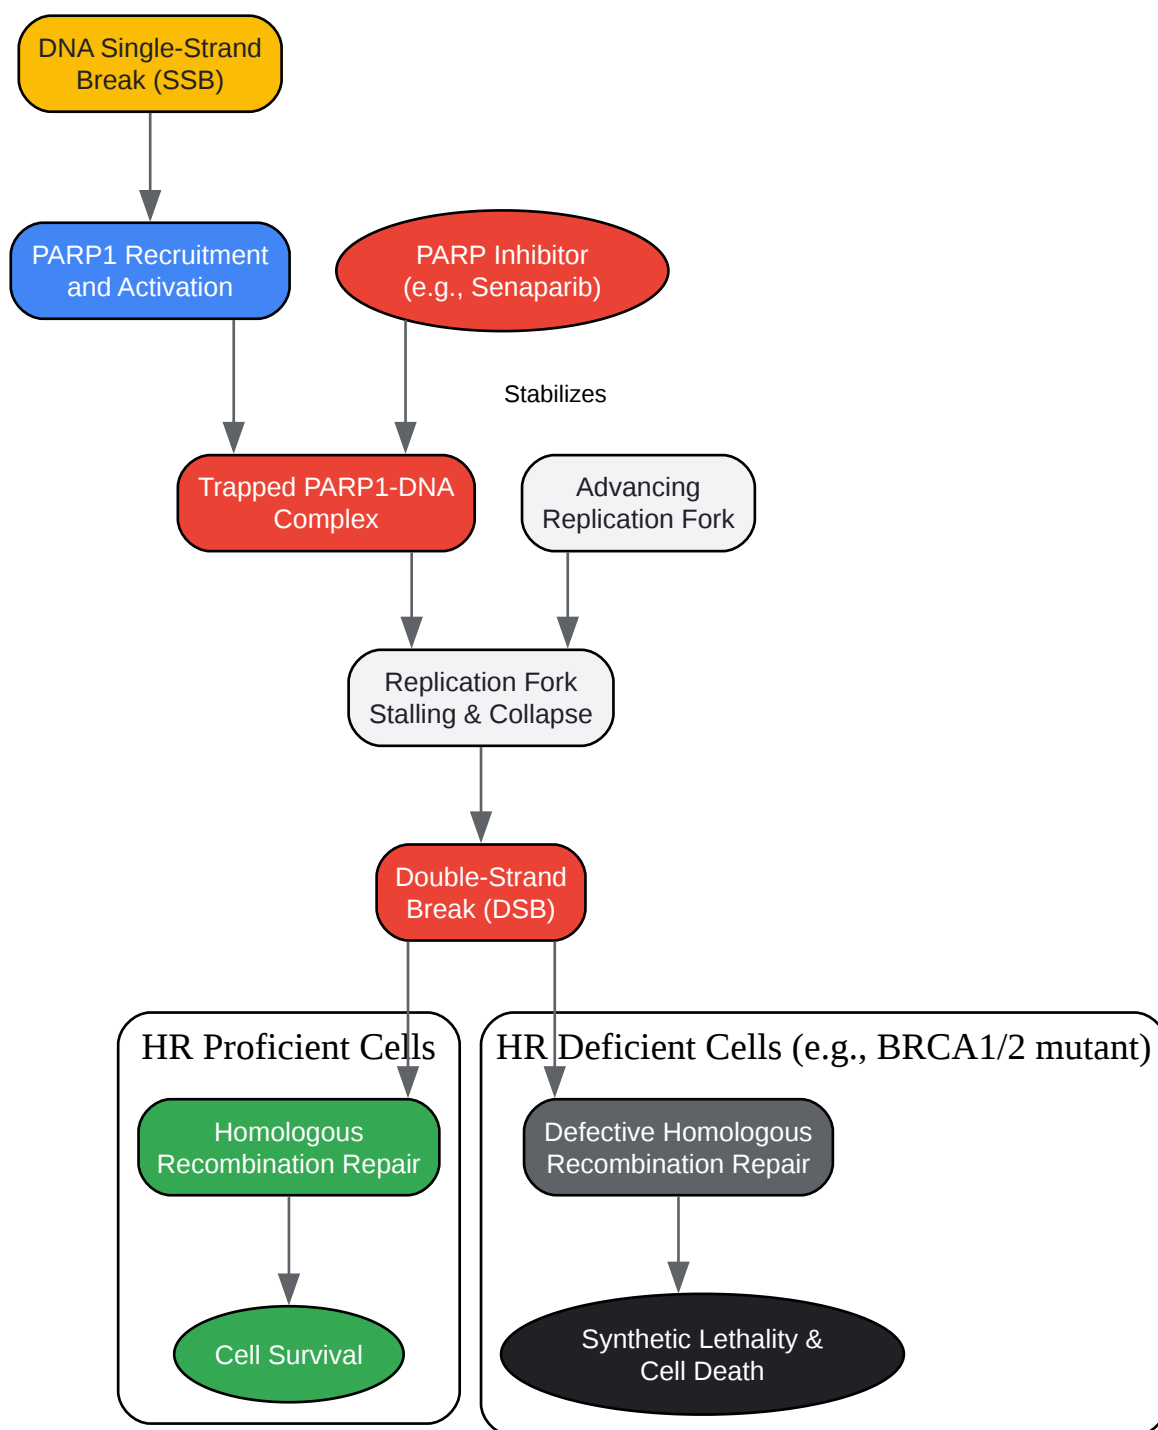 DNA Single-Strand
Break (SSB)
PARP1 Recruitment
and Activation
PARP Inhibitor
(e.g., Senaparib)
Stabilizes
Trapped PARP1-DNA
Complex
Advancing
Replication Fork
Replication Fork
Stalling & Collapse
Double-Strand
Break (DSB)
HR Proficient Cells
Homologous
Recombination Repair
Cell Survival
HR Deficient Cells (e.g., BRCA1/2 mutant)
Defective Homologous
Recombination Repair
Synthetic Lethality &
Cell Death